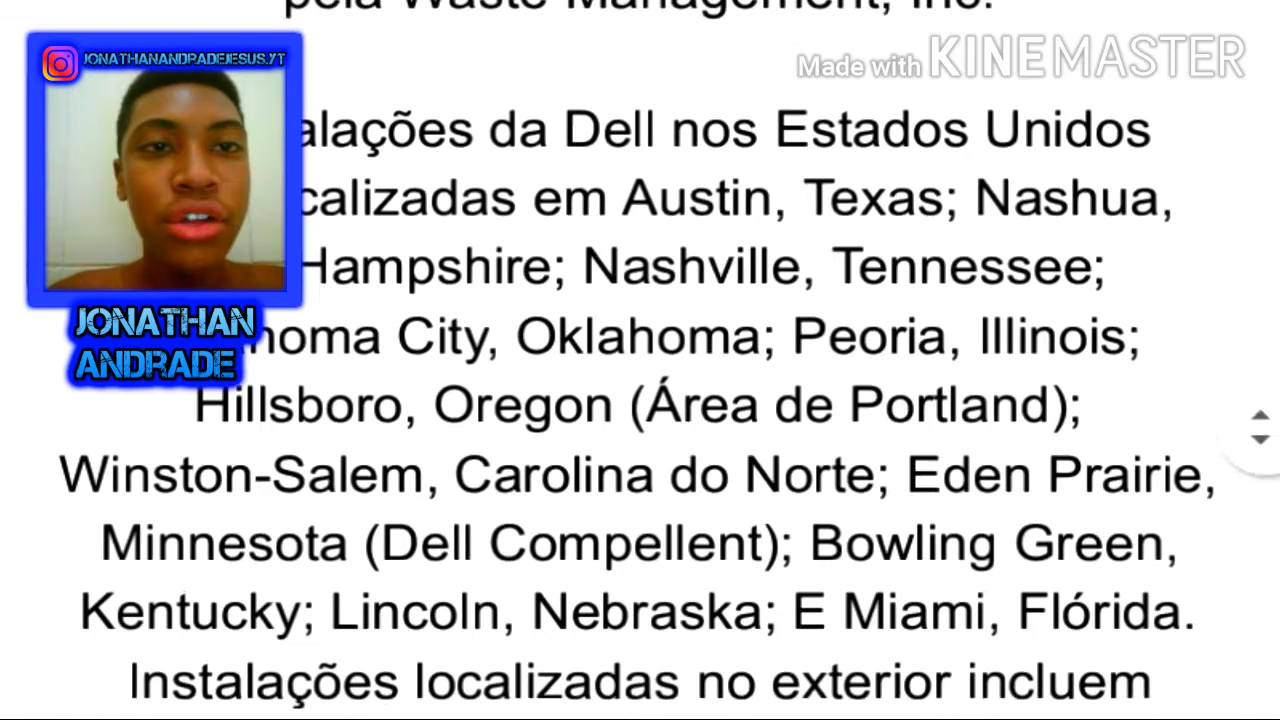 pela Waste Management, Inc.
JONATHANANDRADEJESUS.YT
Made with KINEMASTER
alações da Dell nos Estados Unidos
calizadas em Austin, Texas; Nashua,
Hampshire; Nashville, Tennessee;
homa City, Oklahoma; Peoria, Illinois;
JONATHAN
ANDRADE
Hillsboro, Oregon (Área de Portland);
Winston-Salem, Carolina do Norte; Eden Prairie,
Minnesota (Dell Compellent); Bowling Green,
Kentucky; Lincoln, Nebraska; E Miami, Flórida.
Instalações localizadas no exterior incluem